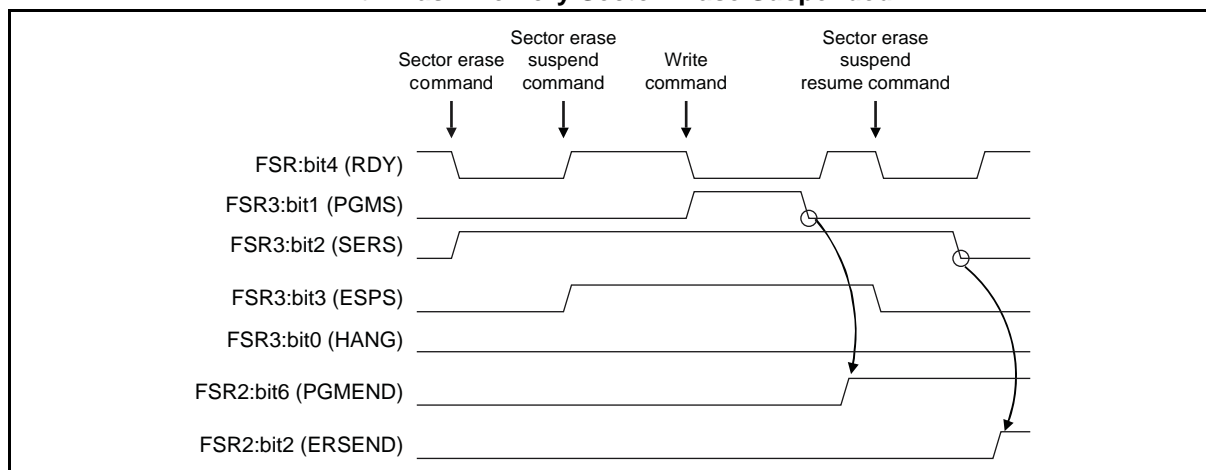 Sector erase
command
Sector erase
suspend
command
Write
command
Sector erase
suspend
resume command
FSR:bit4 (RDY)
FSR3:bit1 (PGMS)
FSR3:bit2 (SERS)
FSR3:bit3 (ESPS)
FSR3:bit0 (HANG)
FSR2:bit6 (PGMEND)
FSR2:bit2 (ERSEND)